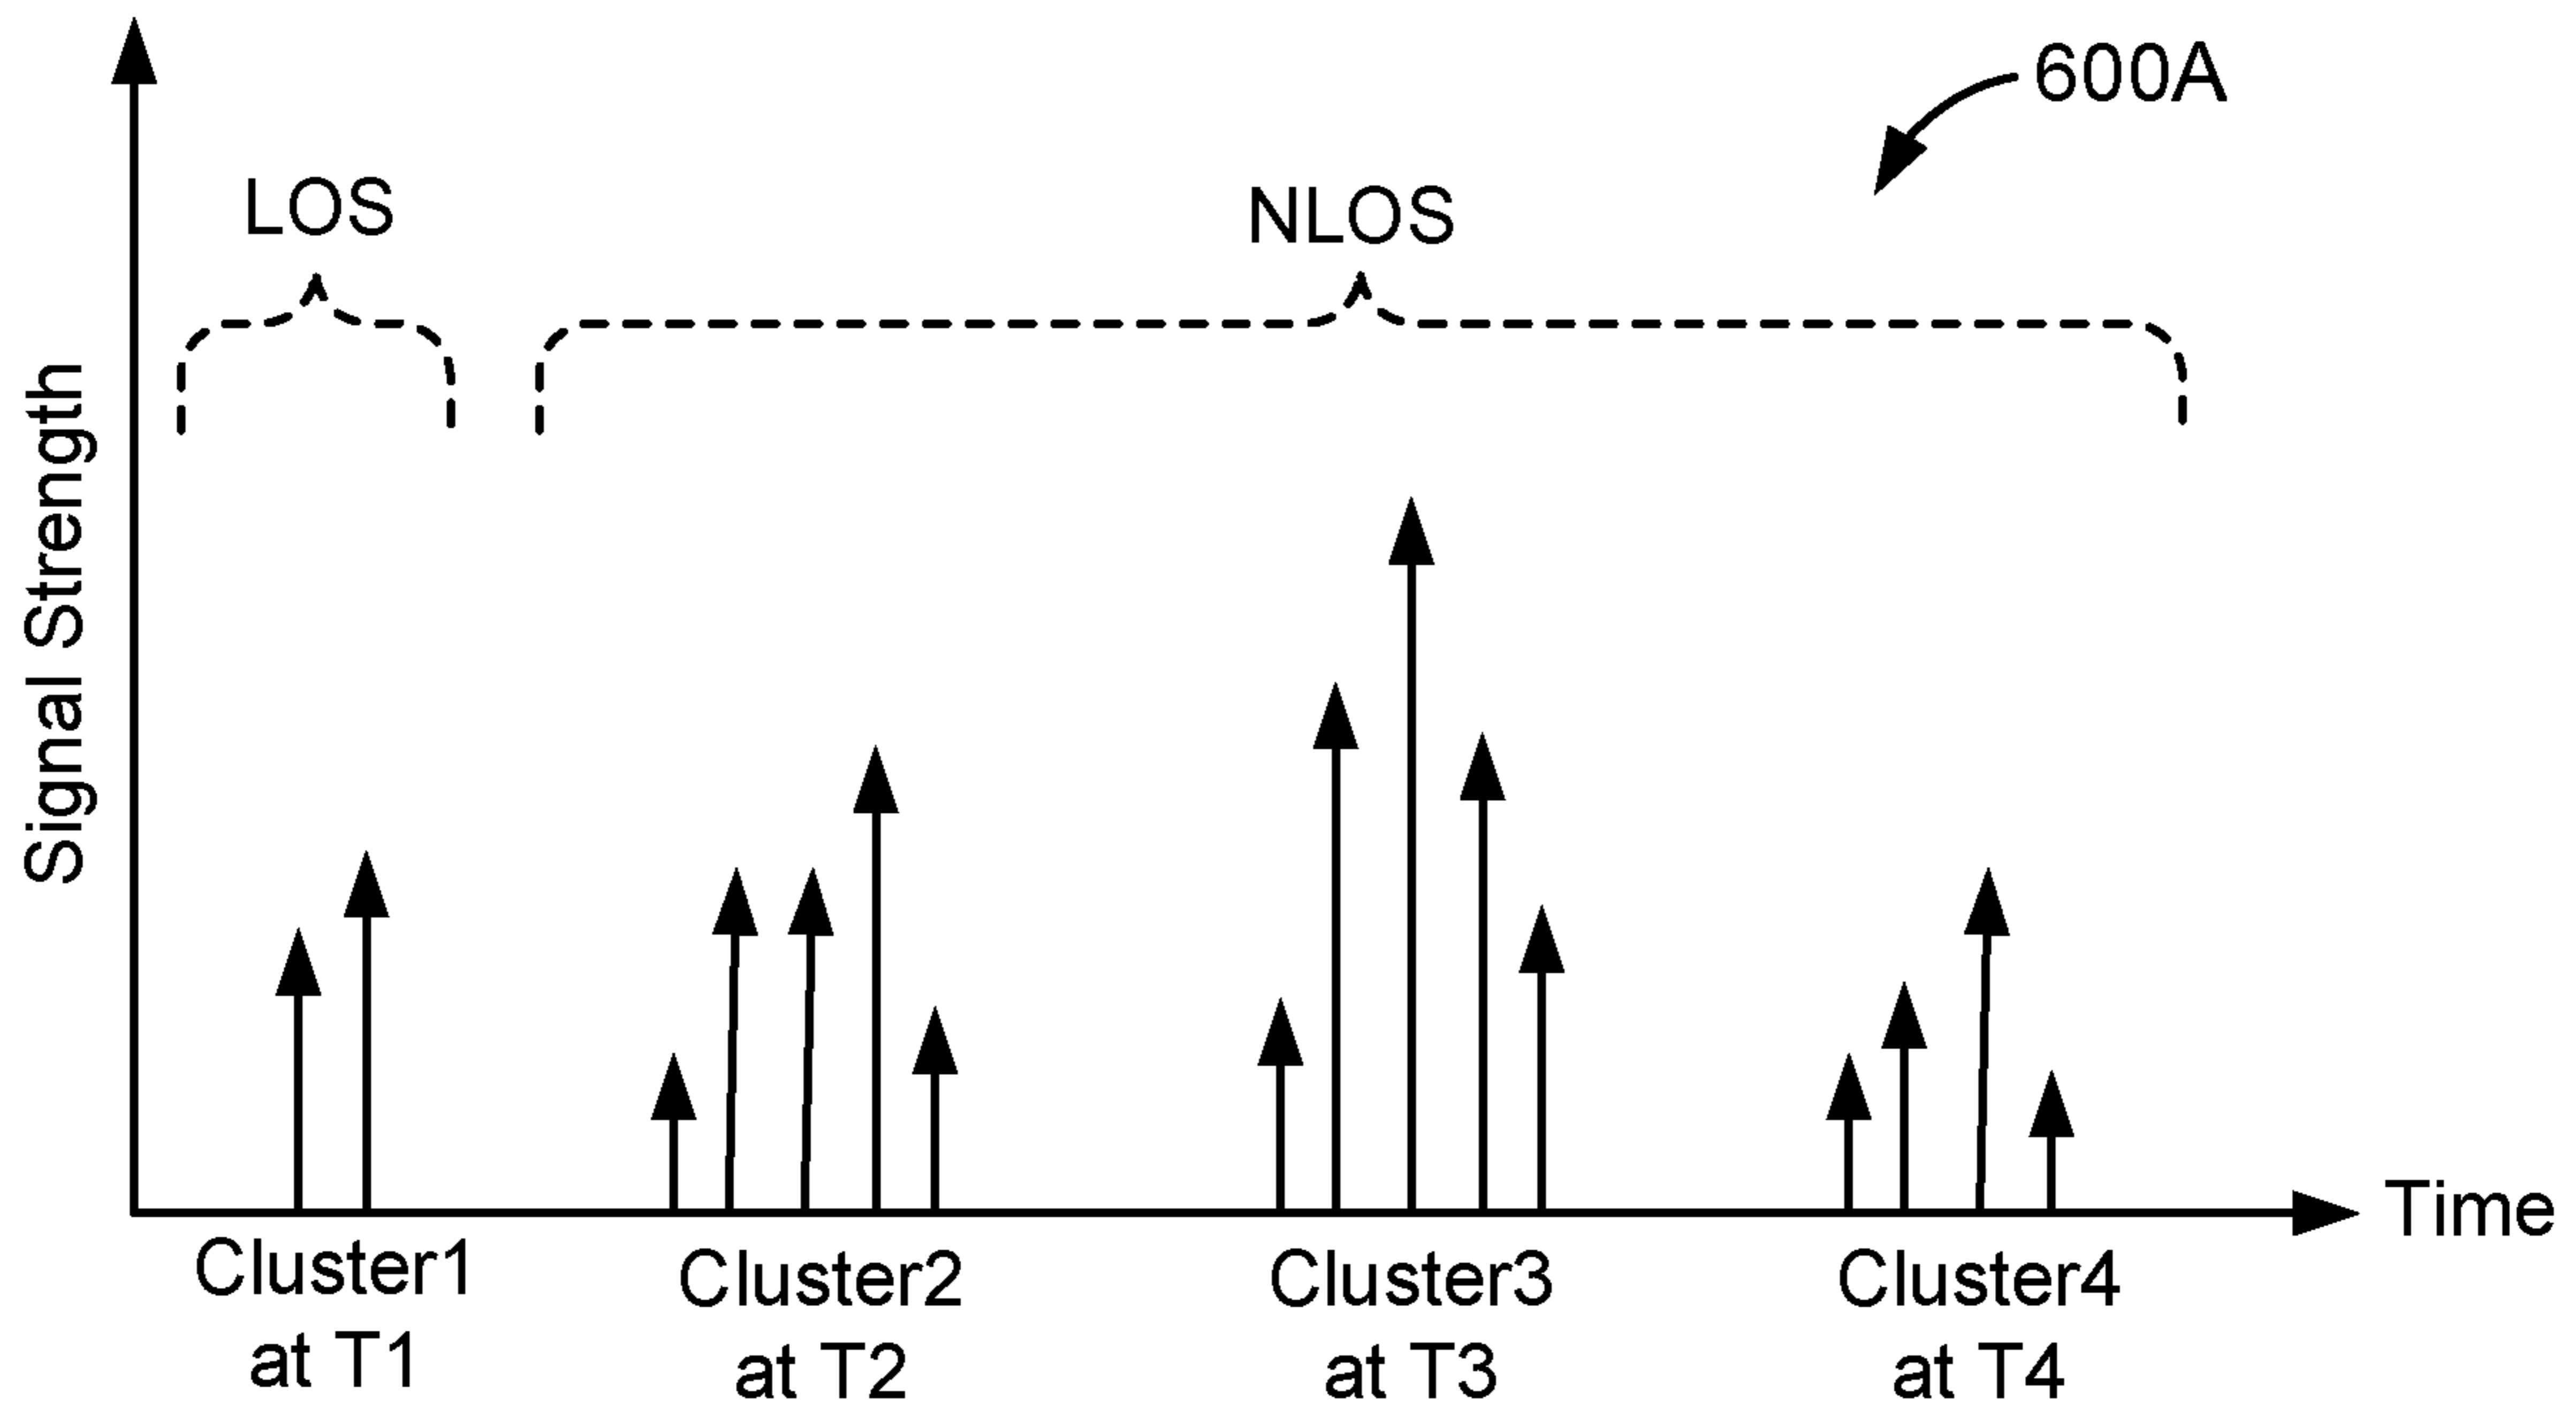 600A
LOS
NLOS
Signal Strength
Time
Cluster1
at T1
Cluster2
at T2
Cluster3
at T3
Cluster4
at T4